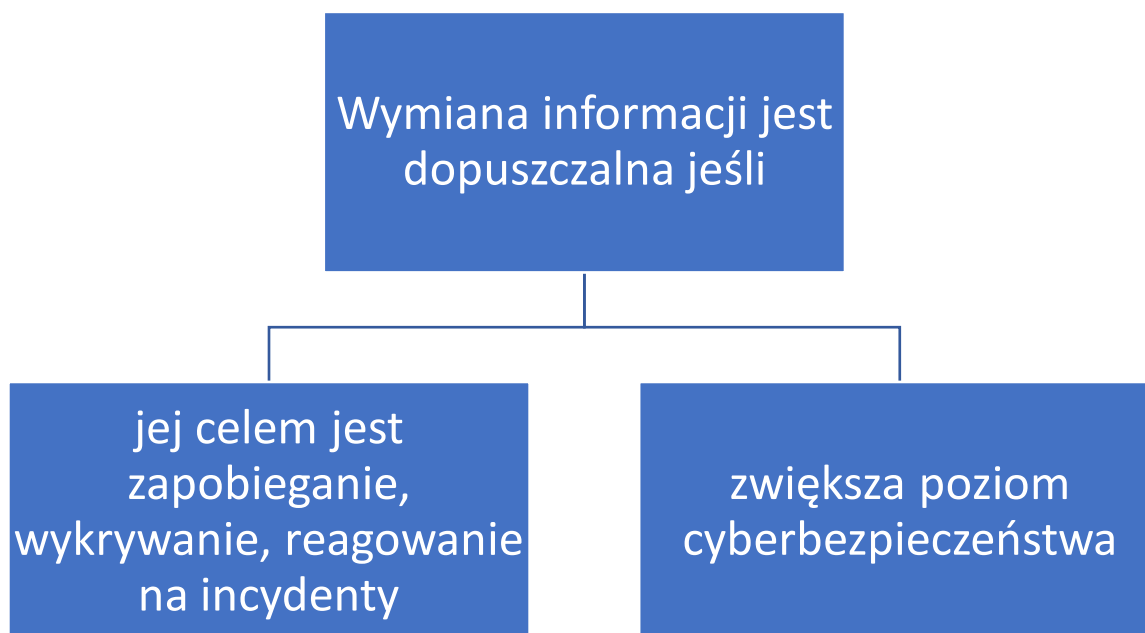 Wymiana informacji jest
dopuszczalna jeśli
jej celem jest
zapobieganie,
wykrywanie, reagowanie
na incydenty
zwiększa poziom
cyberbezpieczeństwa